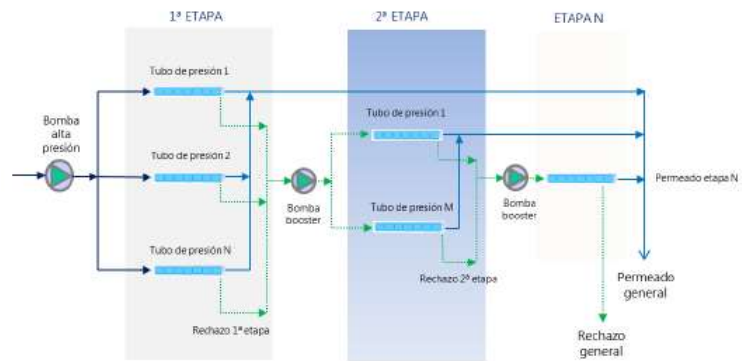 1ª ETAPA
2ª ETAPA
ETAPA N
Tubo de presión 1
Bomba
alta
presión
Tubo de presión 2
Tubo de presión N
Rechazo 1ª etapa
Bomba
booster
Tubo de presión 1
Tubo de presión M
Rechazo 2ª etapa
Bomba
booster
Permeado etapa N
Permeado
general
Rechazo
general